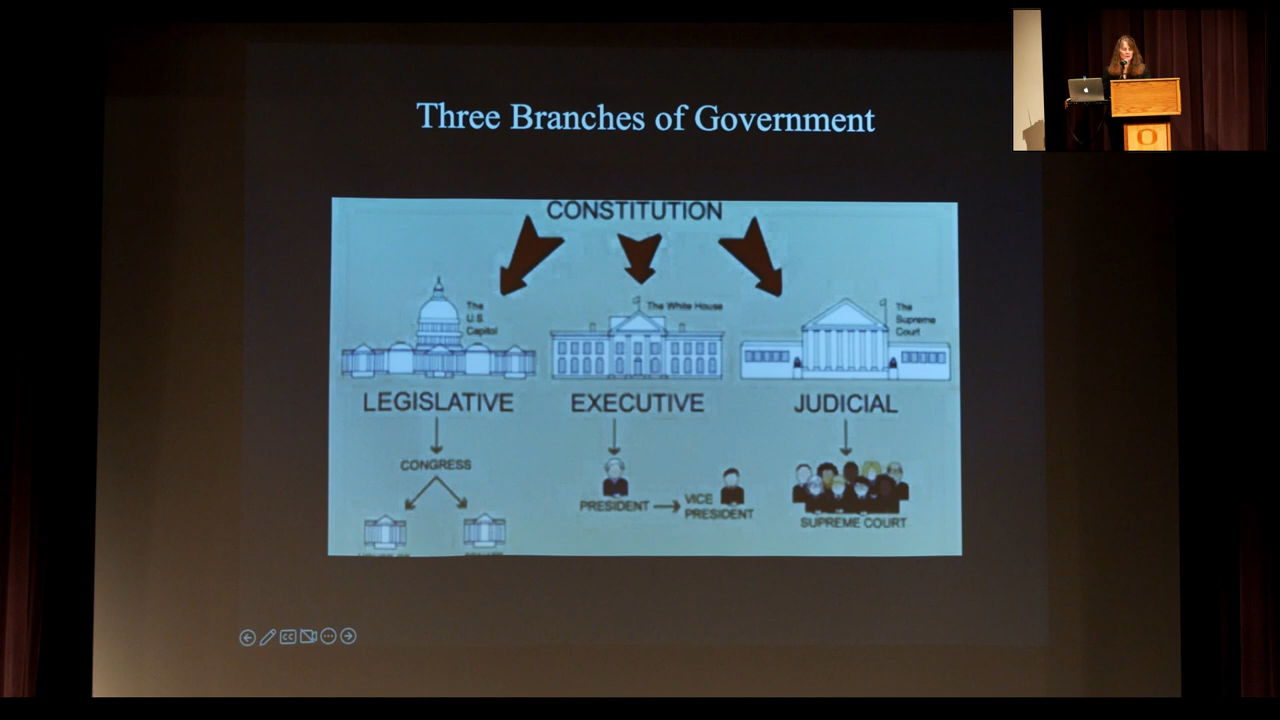 Three Branches of Government
CONSTITUTION
The
U.S.
Capitol
The White House
The
Supreme
Court
LEGISLATIVE
EXECUTIVE
JUDICIAL
CONGRESS
PRESIDENT
VICE
PRESIDENT
SUPREME COURT
CC
O